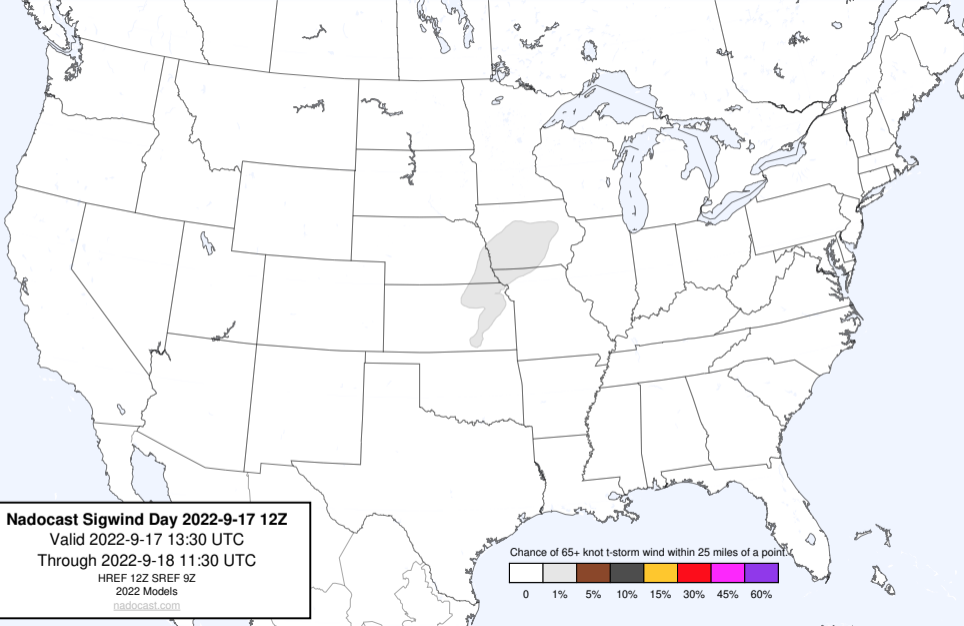 Nadocast Sigwind Day 2022-9-17 12Z
Valid 2022-9-17 13:30 UTC
Through 2022-9-18 11:30 UTC
HREF 12Z SREF 9Z
2022 Models
nadocast.com
Chance of 65+ knot t-storm wind within 25 miles of a point.
0 1% 5% 10% 15% 30% 45% 60%